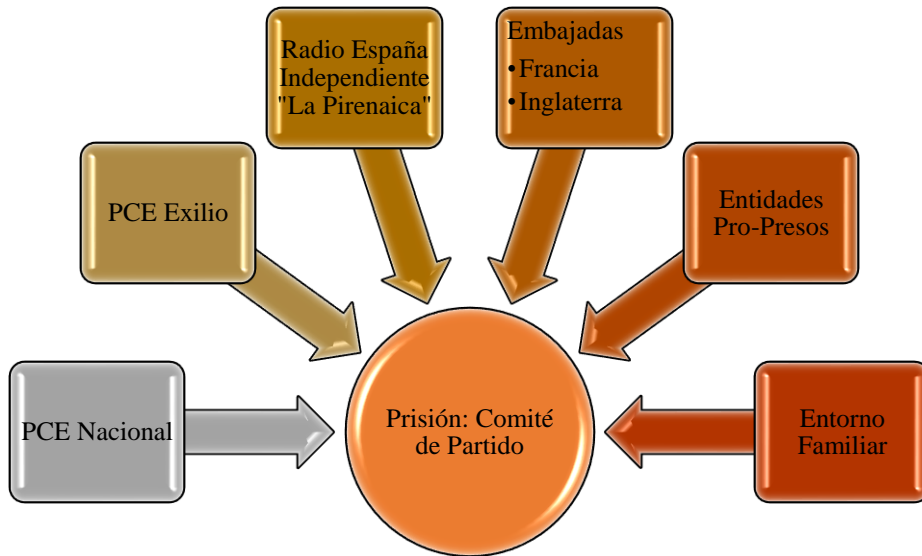 Radio España
Independiente
"La Pirenaica"
Embajadas
•Francia
•Inglaterra
PCE Exilio
Entidades
Pro-Presos
PCE Nacional
Prisión: Comité
de Partido
Entorno
Familiar